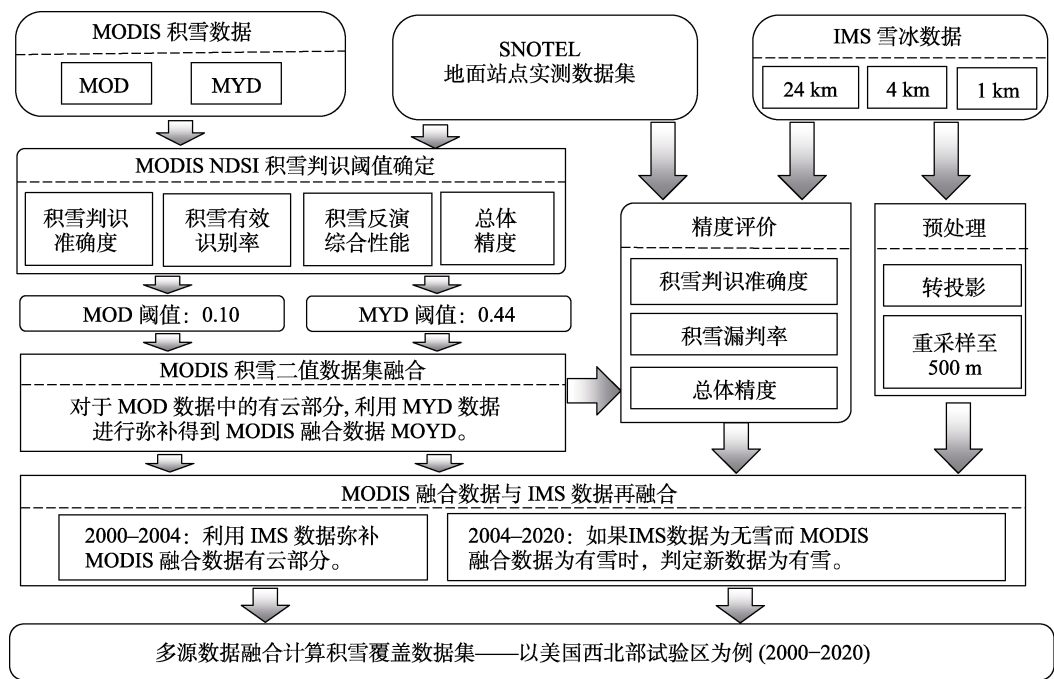 MODIS 积雪数据
MOD
MYD
SNOTEL
地面站点实测数据集
IMS 雪冰数据
24 km
4 km
1 km
MODIS NDSI 积雪判识阈值确定
积雪判识
准确度
积雪有效
识别率
积雪反演
综合性能
总体
精度
MOD 阈值：0.10
MYD 阈值：0.44
MODIS 积雪二值数据集融合
对于 MOD 数据中的有云部分, 利用 MYD 数据
进行弥补得到 MODIS 融合数据 MOYD。
精度评价
积雪判识准确度
积雪漏判率
总体精度
预处理
转投影
重采样至
500 m
MODIS 融合数据与 IMS 数据再融合
2000–2004：利用 IMS 数据弥补
MODIS 融合数据有云部分。
2004–2020：如果IMS数据为无雪而 MODIS
融合数据为有雪时，判定新数据为有雪。
多源数据融合计算积雪覆盖数据集——以美国西北部试验区为例 (2000−2020)